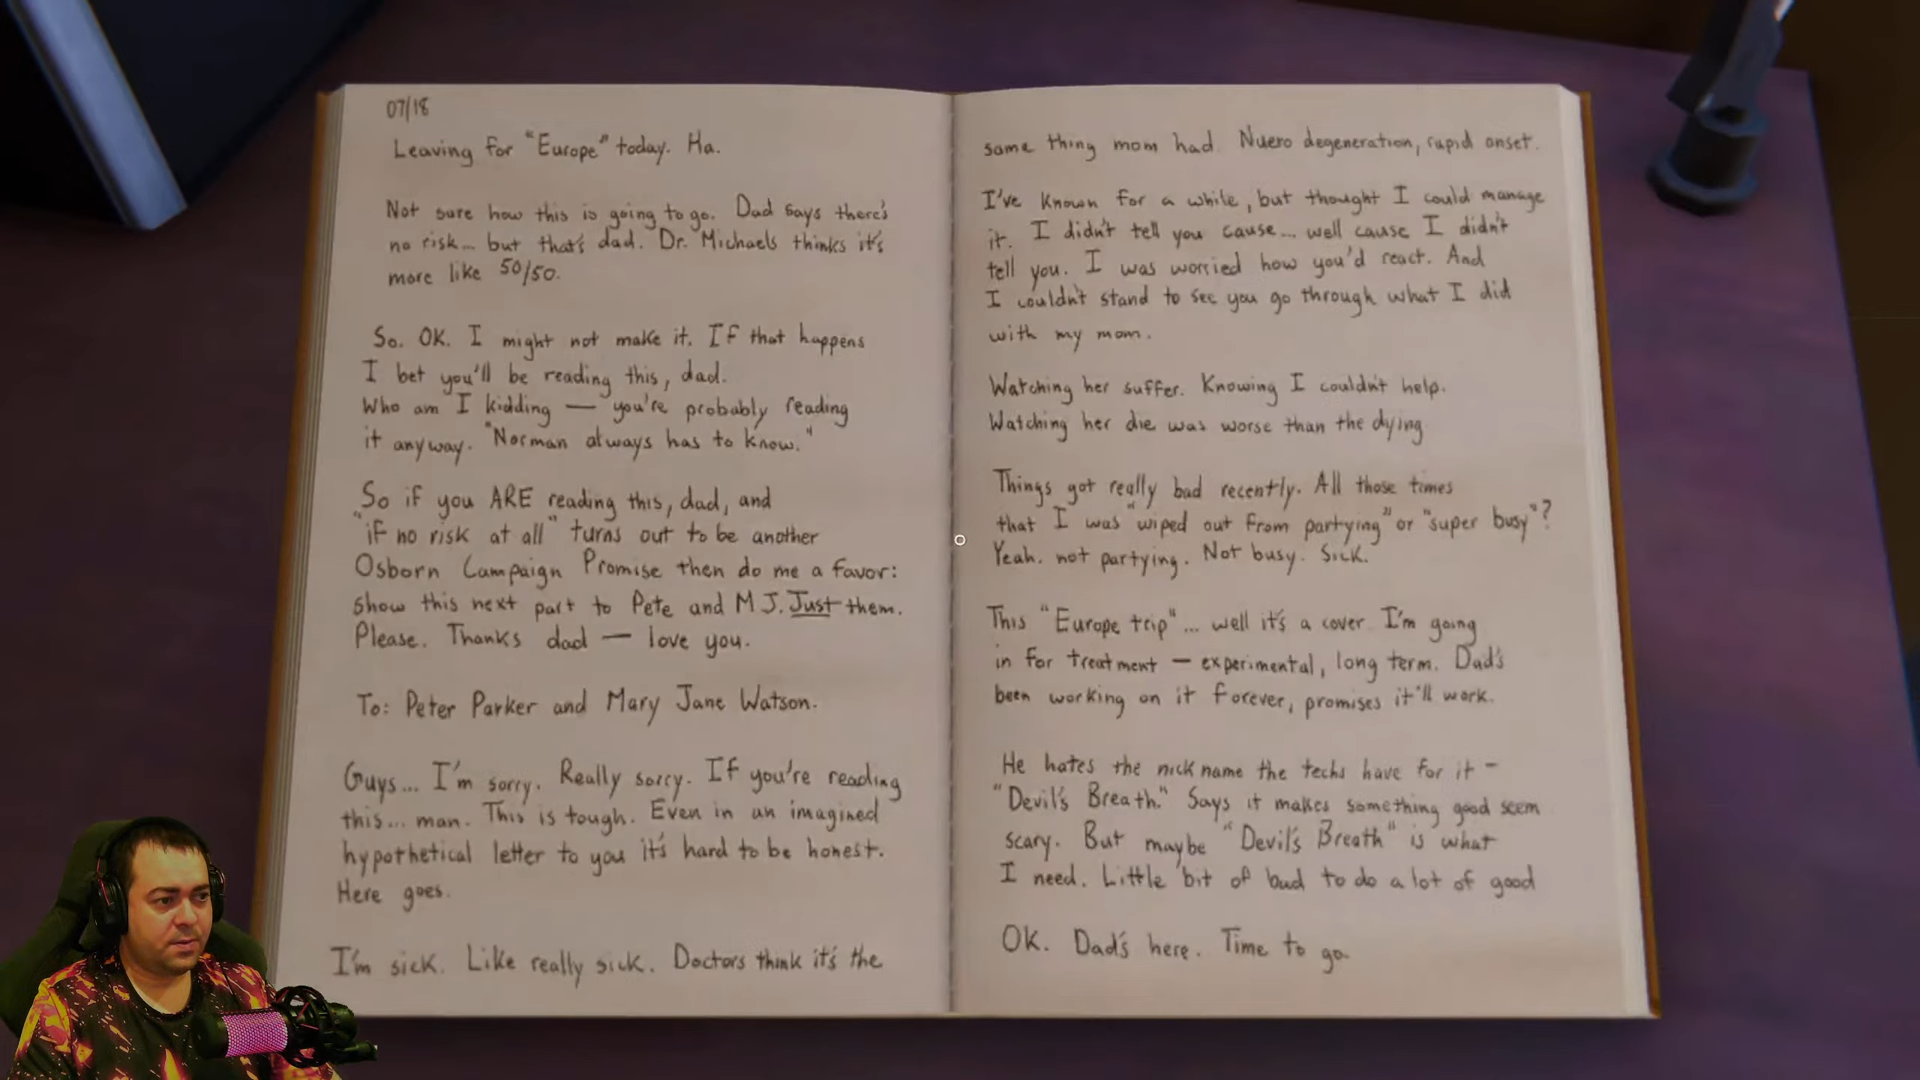 07/18
Leaving for "Europe" today. Ha.
Not sure how this is going to go. Dad says there's
no risk... but that's dad. Dr. Michaels thinks it's
more like 50/50.
So. OK. I might not make it. If that happens
I bet you'll be reading this, dad.
Who am I kidding — you're probably reading
it anyway. "Norman always has to know."
So if you ARE reading this, dad, and
"if no risk at all" turns out to be another
Osborn Campaign Promise then do me a favor:
show this next part to Pete and MJ. Just them.
Please. Thanks dad — love you.
To: Peter Parker and Mary Jane Watson.
Guys... I'm sorry. Really sorry. If you're reading
this... man. This is tough. Even in an imagined
hypothetical letter to you it's hard to be honest.
Here goes.
I'm sick. Like really sick. Doctors think it's the
same thing mom had. Nuero degeneration, rapid onset.
I've known for a while, but thought I could manage
it. I didn't tell you cause... well cause I didn't
tell you. I was worried how you'd react. And
I couldn't stand to see you go through what I did
with my mom.
Watching her suffer. Knowing I couldn't help.
Watching her die was worse than the dying.
Things got really bad recently. All those times
that I was "wiped out from partying" or "super busy"?
Yeah. not partying. Not busy. Sick.
This "Europe trip"... well it's a cover. I'm going
in for treatment — experimental, long term. Dad's
been working on it forever, promises it'll work.
He hates the nickname the techs have for it -
"Devil's Breath." Says it makes something good seem
scary. But maybe "Devil's Breath" is what
I need. Little bit of bad to do a lot of good
OK. Dad's here. Time to go.